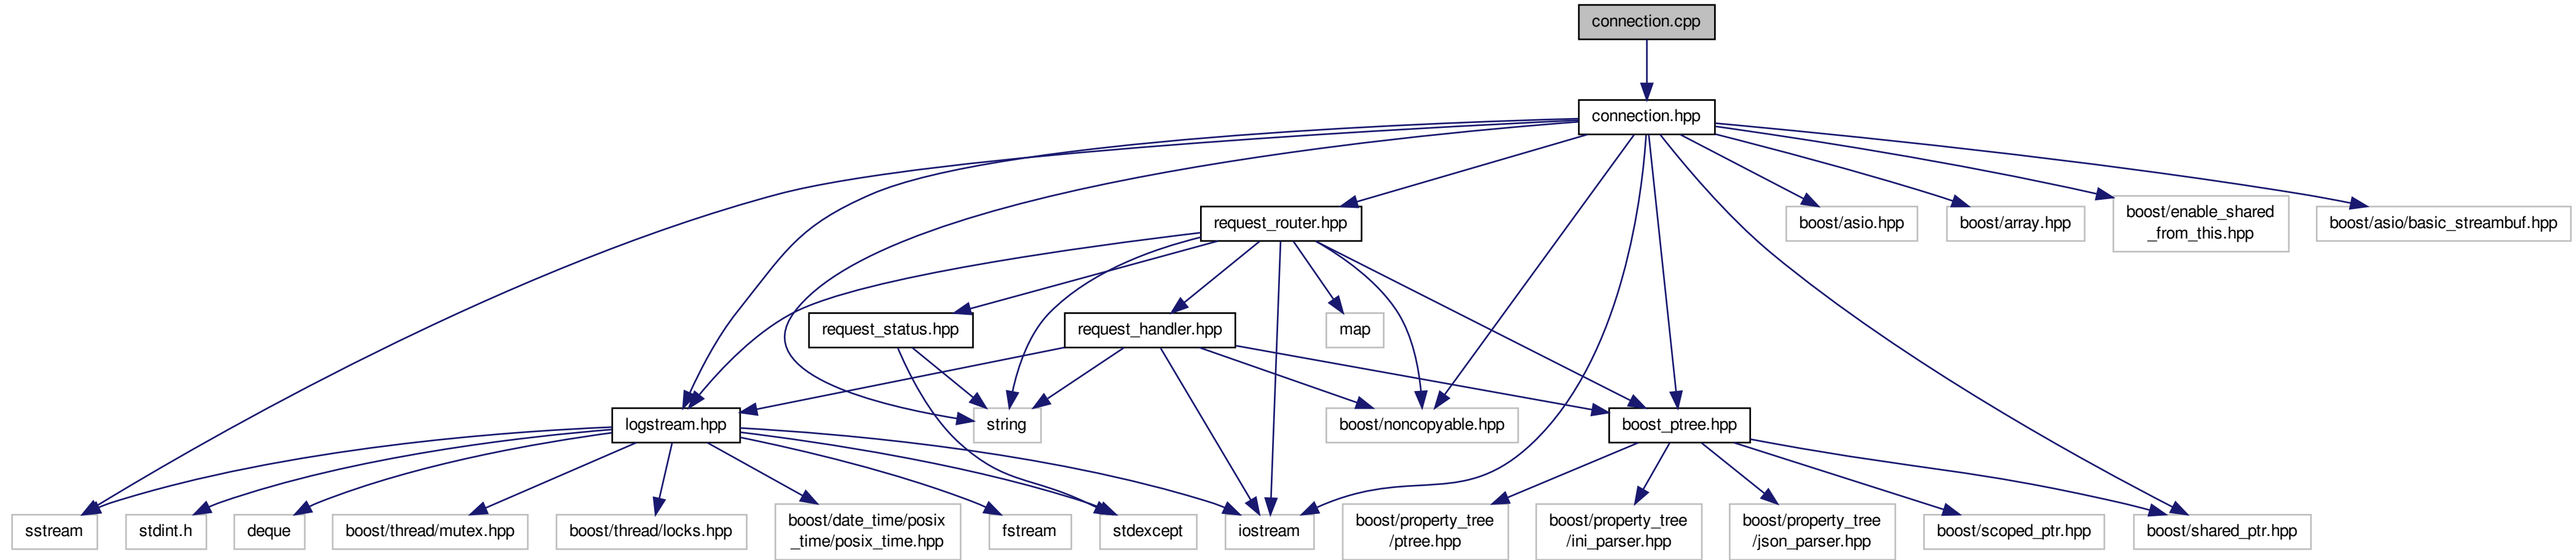 connection.cpp
connection.hpp
request_router.hpp
boost/asio.hpp
boost/array.hpp
boost/enable_shared
_from_this.hpp
boost/asio/basic_streambuf.hpp
request_status.hpp
request_handler.hpp
map
logstream.hpp
string
boost/noncopyable.hpp
boost_ptree.hpp
sstream
stdint.h
deque
boost/thread/mutex.hpp
boost/thread/locks.hpp
boost/date_time/posix
_time/posix_time.hpp
fstream
stdexcept
iostream
boost/property_tree
/ptree.hpp
boost/property_tree
/ini_parser.hpp
boost/property_tree
/json_parser.hpp
boost/scoped_ptr.hpp
boost/shared_ptr.hpp